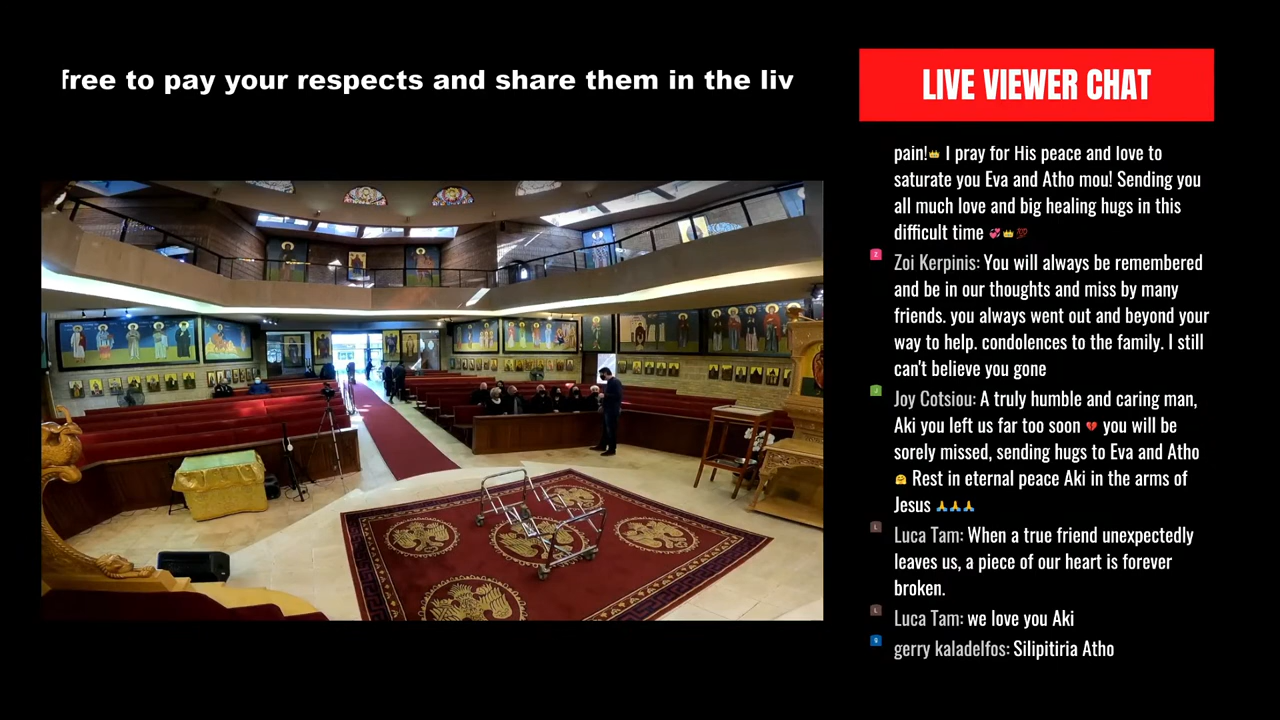 free to pay your respects and share them in the liv
LIVE VIEWER CHAT
pain!👑 I pray for His peace and love to
saturate you Eva and Atho mou! Sending you
all much love and big healing hugs in this
difficult time 💞👑💯
Zoi Kerpinis: You will always be remembered
and be in our thoughts and miss by many
friends. you always went out and beyond your
way to help. condolences to the family. I still
can't believe you gone
Joy Cotsiou: A truly humble and caring man,
Aki you left us far too soon 💔 you will be
sorely missed, sending hugs to Eva and Atho
🤗 Rest in eternal peace Aki in the arms of
Jesus 🙏🙏🙏
Luca Tam: When a true friend unexpectedly
leaves us, a piece of our heart is forever
broken.
Luca Tam: we love you Aki
gerry kaladelfos: Silipitiria Atho